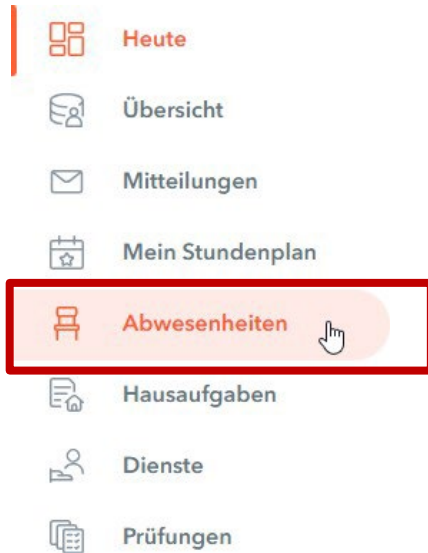 Heute
Übersicht
Mitteilungen
Mein Stundenplan
Abwesenheiten
Hausaufgaben
Dienste
Prüfungen